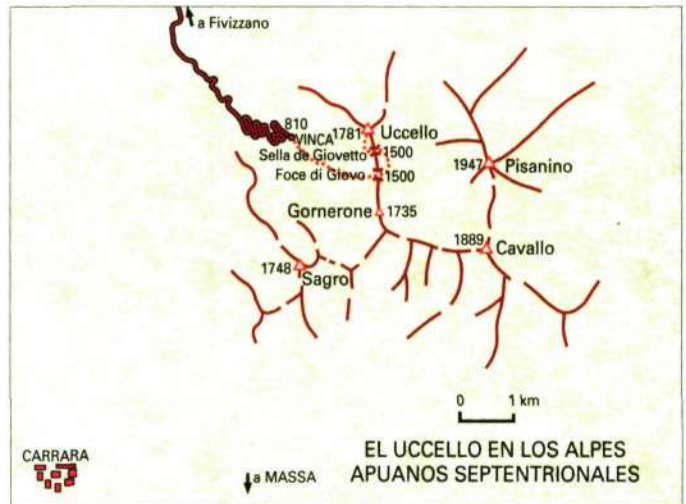 a Fivizzano
810
VINCA
1781 Uccello
Sella de Giovetto 1500
Foce di Giovo 1500
1947 Pisanino
Gornerone 1735
1889 Cavallo
1748 Sagro
0 1 km
EL UCCELLO EN LOS ALPES
APUANOS SEPTENTRIONALES
CARRARA
a MASSA